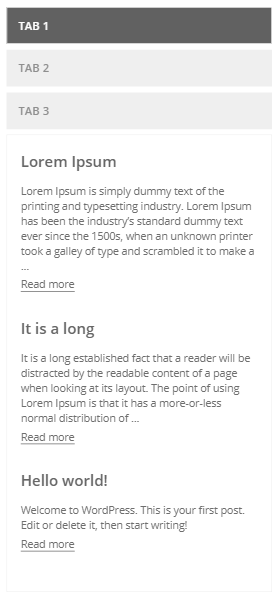 TAB 1
TAB 2
TAB 3
Lorem Ipsum
Lorem Ipsum is simply dummy text of the
printing and typesetting industry. Lorem Ipsum
has been the industry's standard dummy text
ever since the 1500s, when an unknown printer
took a galley of type and scrambled it to make a
...
Read more
It is a long
It is a long established fact that a reader will be
distracted by the readable content of a page
when looking at its layout. The point of using
Lorem Ipsum is that it has a more-or-less
normal distribution of ...
Read more
Hello world!
Welcome to WordPress. This is your first post.
Edit or delete it, then start writing!
Read more